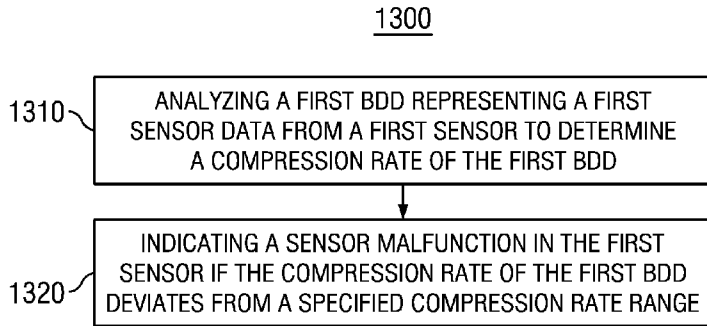 1300
1310
ANALYZING A FIRST BDD REPRESENTING A FIRST
SENSOR DATA FROM A FIRST SENSOR TO DETERMINE
A COMPRESSION RATE OF THE FIRST BDD
1320
INDICATING A SENSOR MALFUNCTION IN THE FIRST
SENSOR IF THE COMPRESSION RATE OF THE FIRST BDD
DEVIATES FROM A SPECIFIED COMPRESSION RATE RANGE